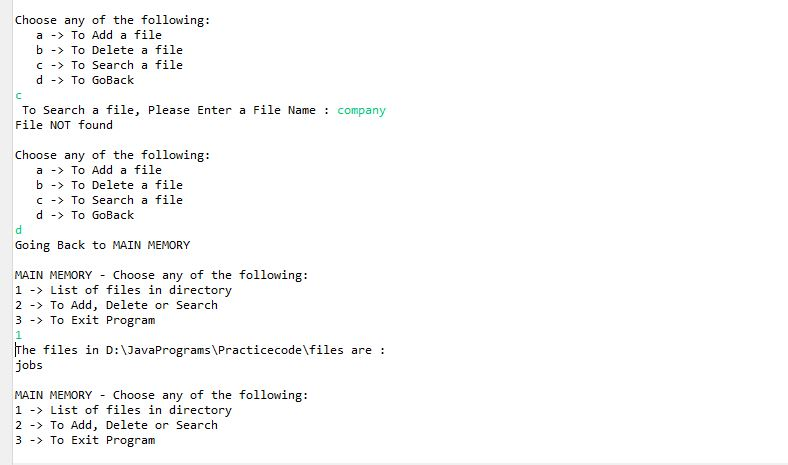 Choose any of the following:
   a -> To Add a file
   b -> To Delete a file
   c -> To Search a file
   d -> To GoBack
c
 To Search a file, Please Enter a File Name : company
File NOT found

Choose any of the following:
   a -> To Add a file
   b -> To Delete a file
   c -> To Search a file
   d -> To GoBack
d
Going Back to MAIN MEMORY

MAIN MEMORY - Choose any of the following:
1 -> List of files in directory
2 -> To Add, Delete or Search
3 -> To Exit Program
1
The files in D:\JavaPrograms\Practicecode\files are :
jobs

MAIN MEMORY - Choose any of the following:
1 -> List of files in directory
2 -> To Add, Delete or Search
3 -> To Exit Program